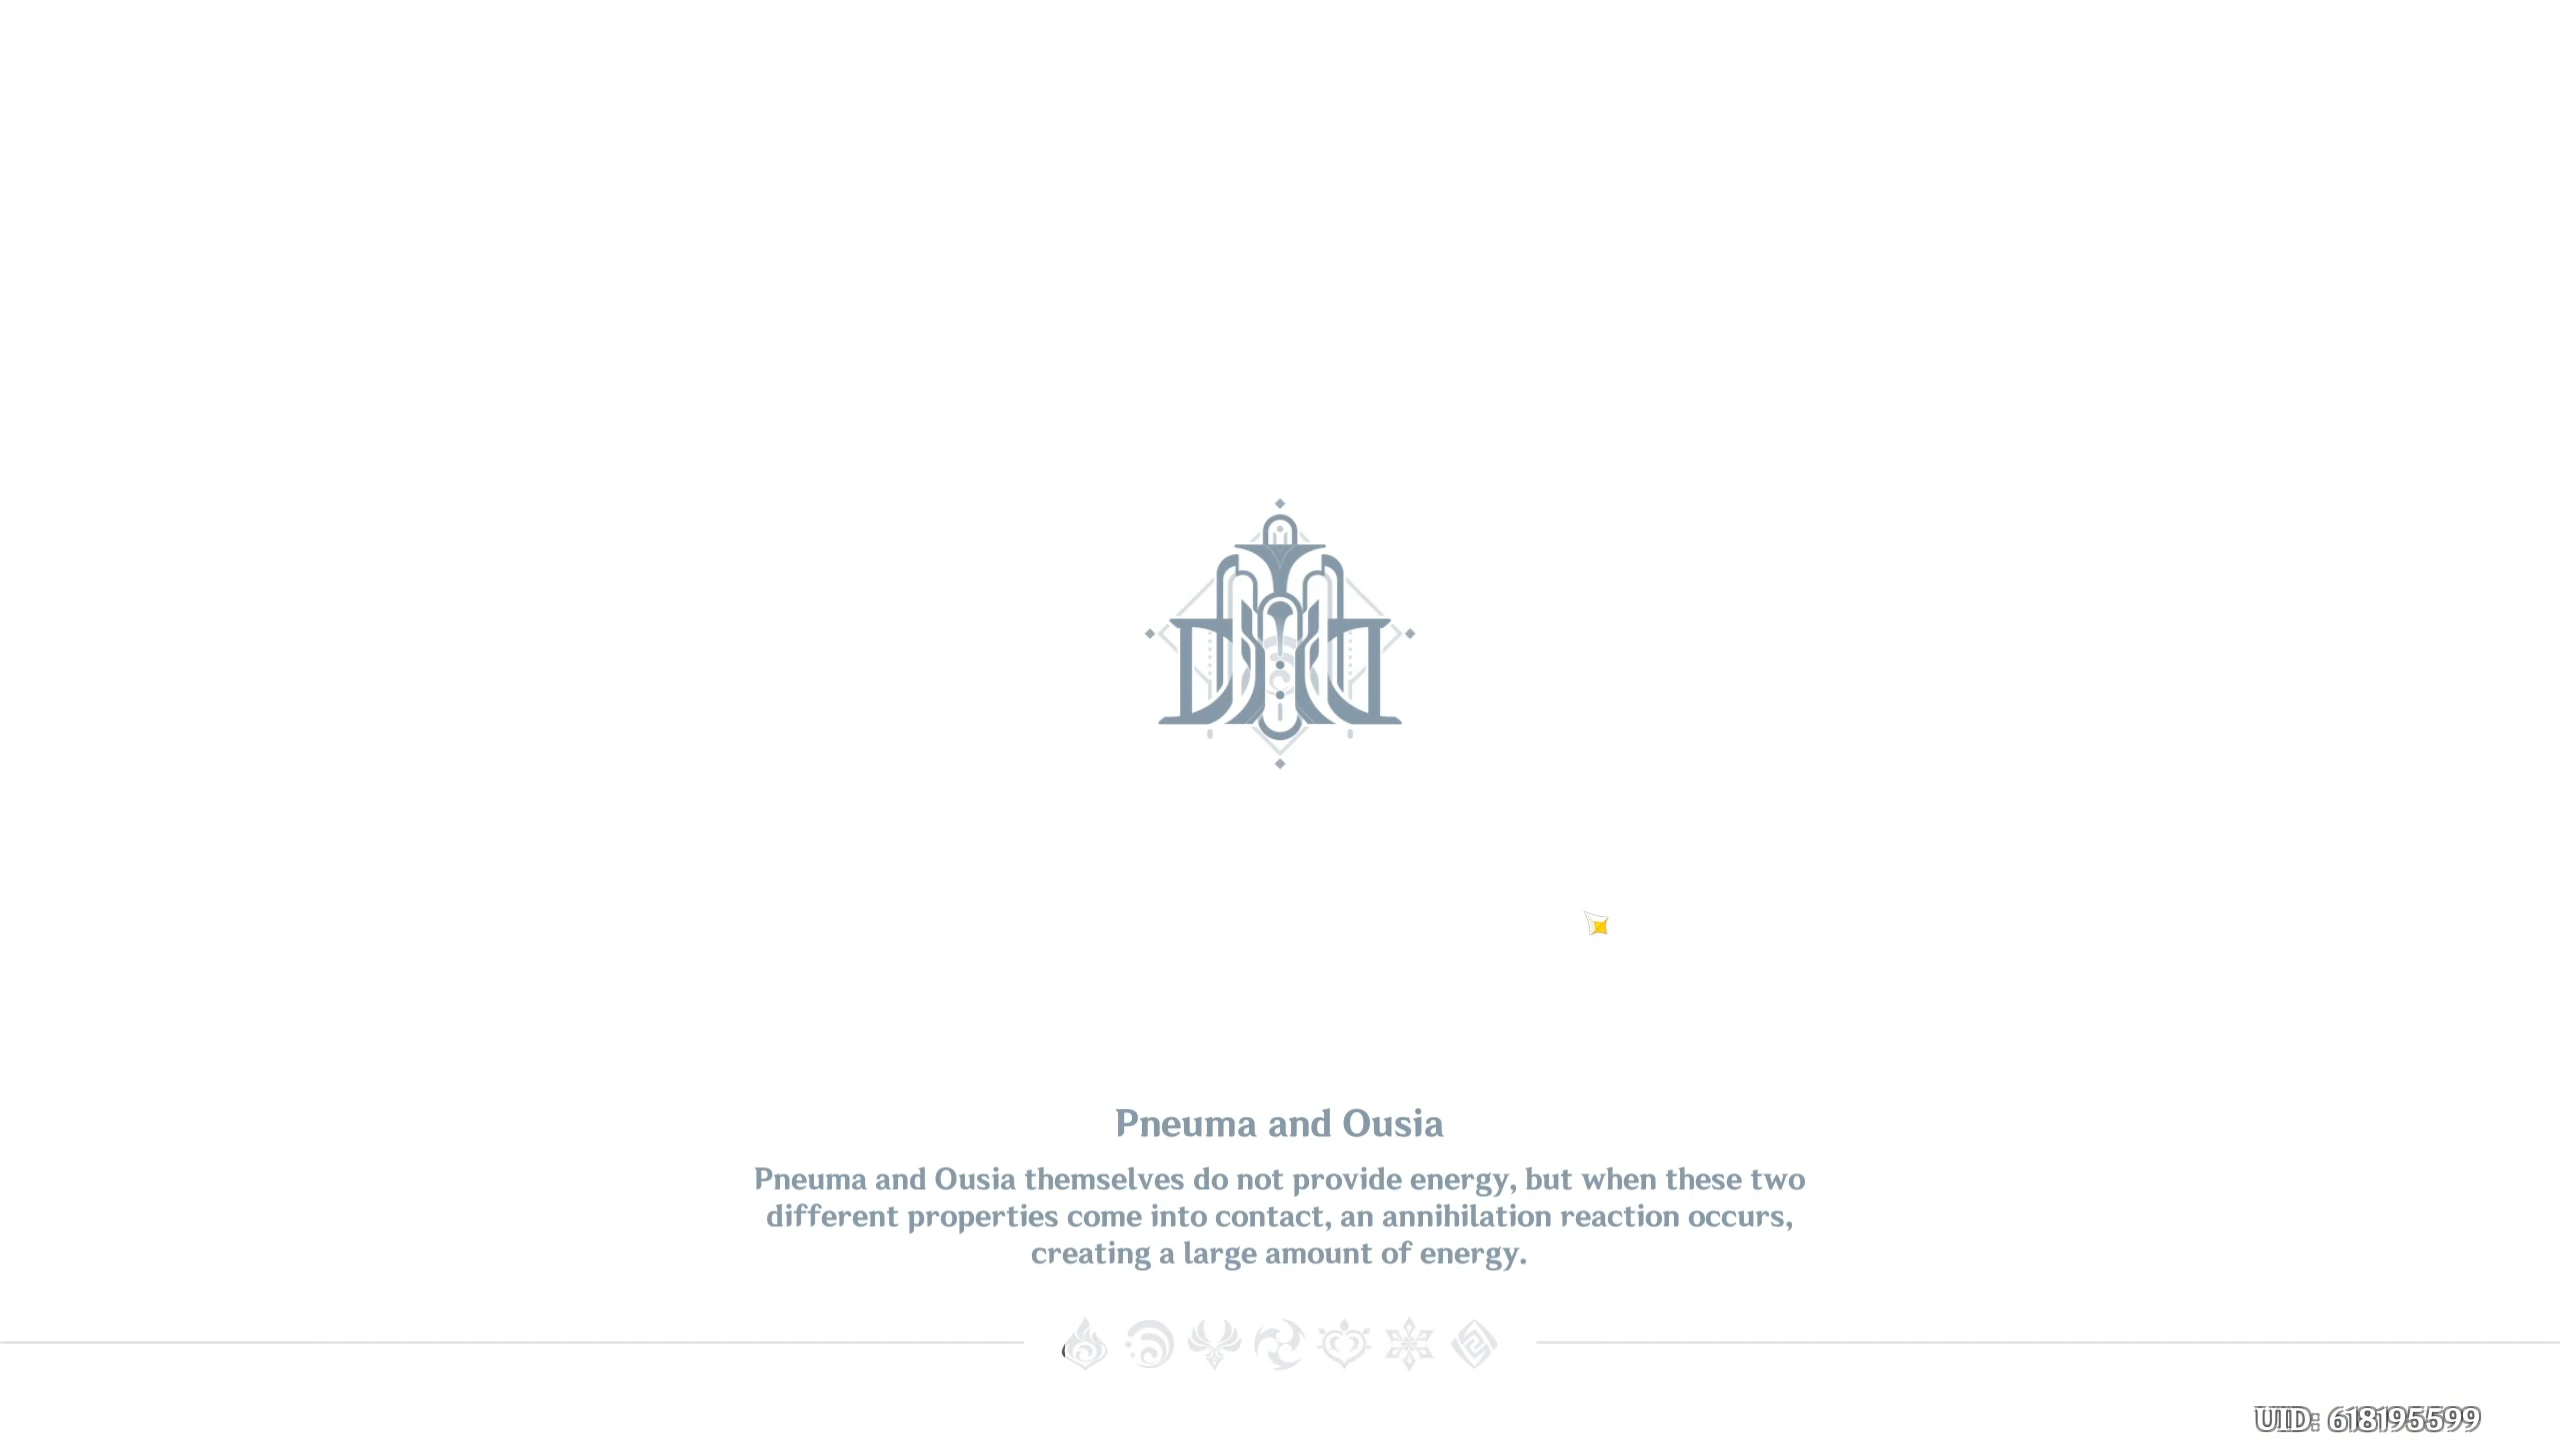 Pneuma and Ousia
Pneuma and Ousia themselves do not provide energy, but when these two
different properties come into contact, an annihilation reaction occurs,
creating a large amount of energy.
UID: 618195599